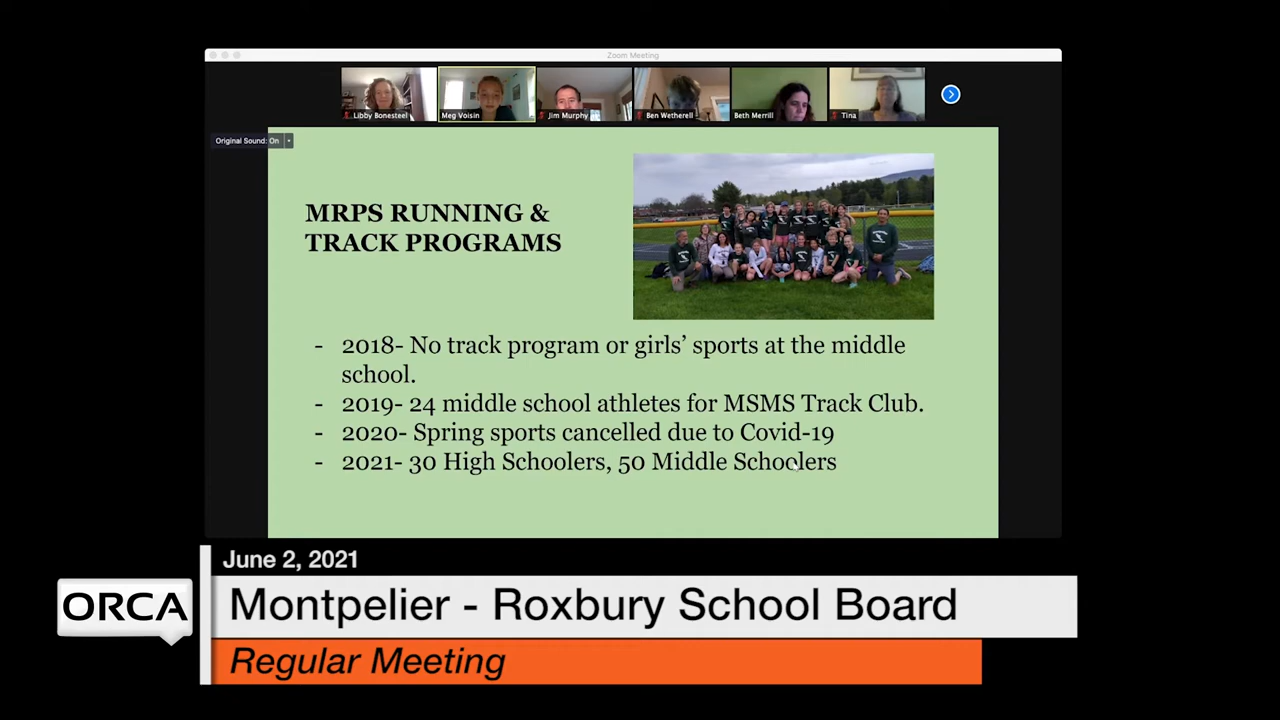 Zoom Meeting
Libby Bonesteel
Meg Voisin
Jim Murphy
Ben Wetherell
Beth Merrill
Tina
Original Sound: On
MRPS RUNNING &
TRACK PROGRAMS
- 2018- No track program or girls’ sports at the middle
school.
- 2019- 24 middle school athletes for MSMS Track Club.
- 2020- Spring sports cancelled due to Covid-19
- 2021- 30 High Schoolers, 50 Middle Schoolers
June 2, 2021
ORCA
Montpelier - Roxbury School Board
Regular Meeting